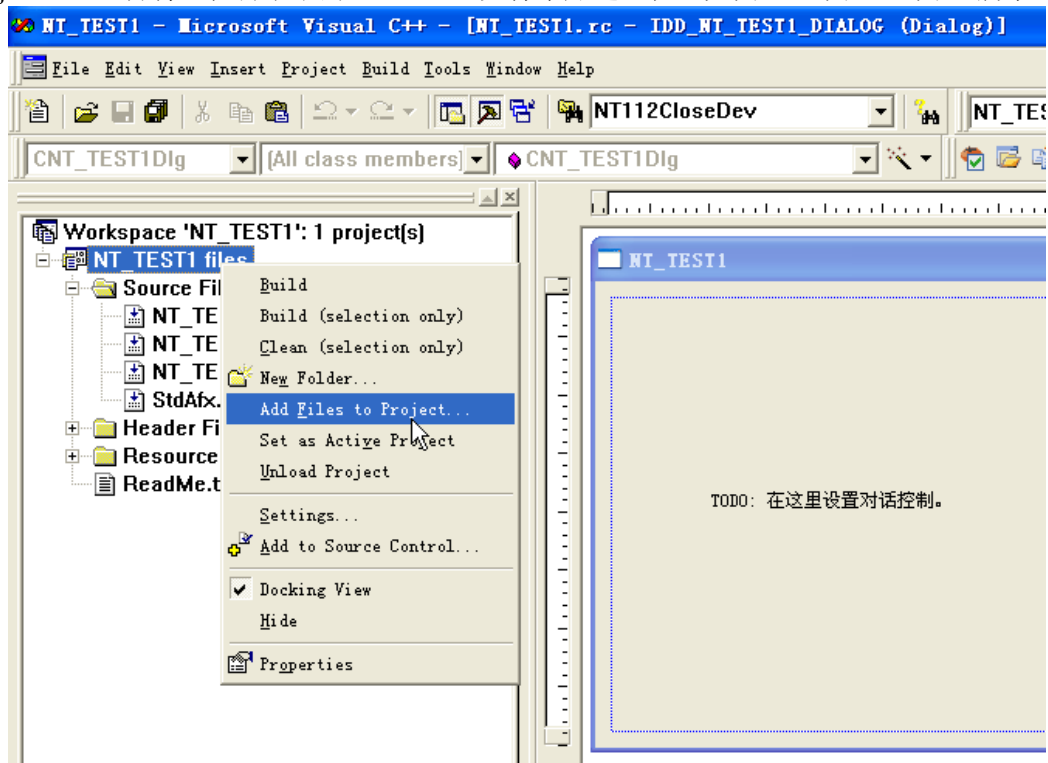 NT_TEST1 - Microsoft Visual C++ - [NT_TEST1.rc - IDD_NT_TEST1_DIALOG (Dialog)]
File Edit View Insert Project Build Tools Window Help
NT112CloseDev
NT_TES
CNT_TEST1Dlg
(All class members)
CNT_TEST1Dlg
Workspace 'NT_TEST1': 1 project(s)
NT_TEST1 files
Source Fil
NT_TE
NT_TE
NT_TE
StdAfx.
Header Fi
Resource
ReadMe.t
Build
Build (selection only)
Clean (selection only)
New Folder...
Add Files to Project...
Set as Active Project
Unload Project
Settings...
Add to Source Control...
Docking View
Hide
Properties
NT_TEST1
TODO: 在这里设置对话控制。